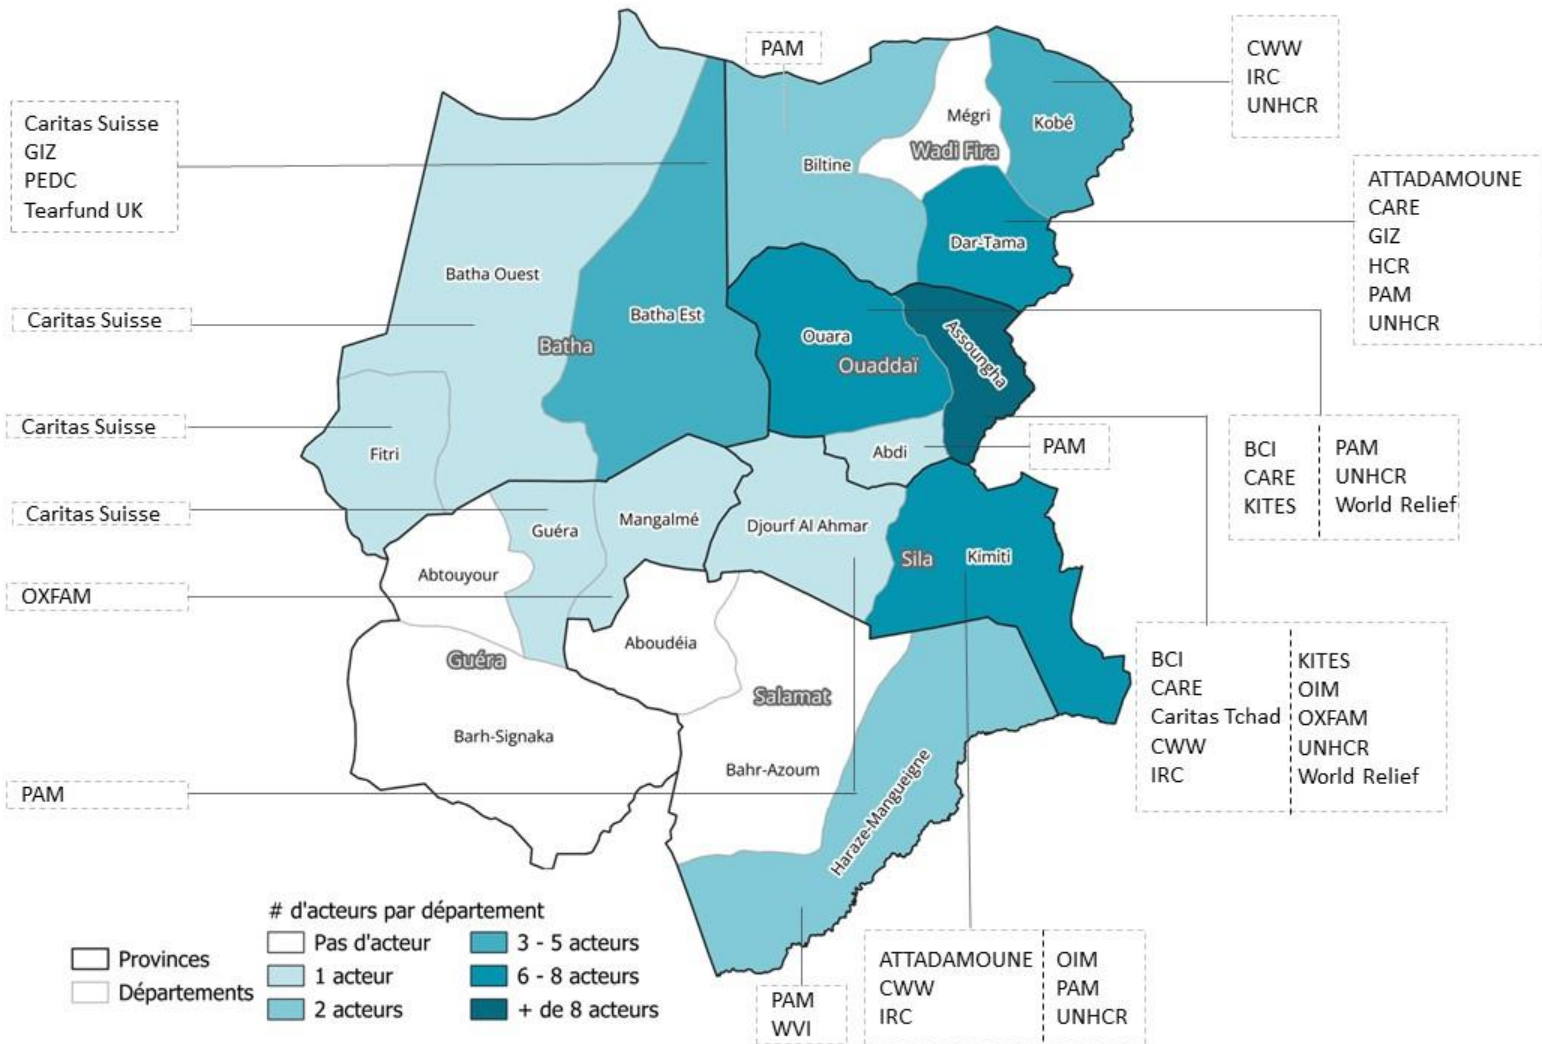 PAM
CWW
IRC
UNHCR
Caritas Suisse
GIZ
PEDC
Tearfund UK
Mégri
Kobé
Wadi Fira
Biltine
ATTADAMOUNE
CARE
GIZ
HCR
PAM
UNHCR
Dar-Tama
Batha Ouest
Batha Est
Caritas Suisse
Ouara
Assoungha
Batha
Ouaddaï
Caritas Suisse
Fitri
Abdi
PAM
BCI
CARE
KITES
PAM
UNHCR
World Relief
Caritas Suisse
Guéra
Mangalmé
Djourf Al Ahmar
Sila
Kimiti
Abtouyour
OXFAM
Aboudéia
Guéra
Salamat
BCI
CARE
Caritas Tchad
CWW
IRC
KITES
OIM
OXFAM
UNHCR
World Relief
Barh-Signaka
Bahr-Azoum
Haraze-Mangueigne
PAM
# d'acteurs par département
Provinces
Départements
Pas d'acteur
1 acteur
2 acteurs
3 - 5 acteurs
6 - 8 acteurs
+ de 8 acteurs
PAM
WVI
ATTADAMOUNE
CWW
IRC
OIM
PAM
UNHCR